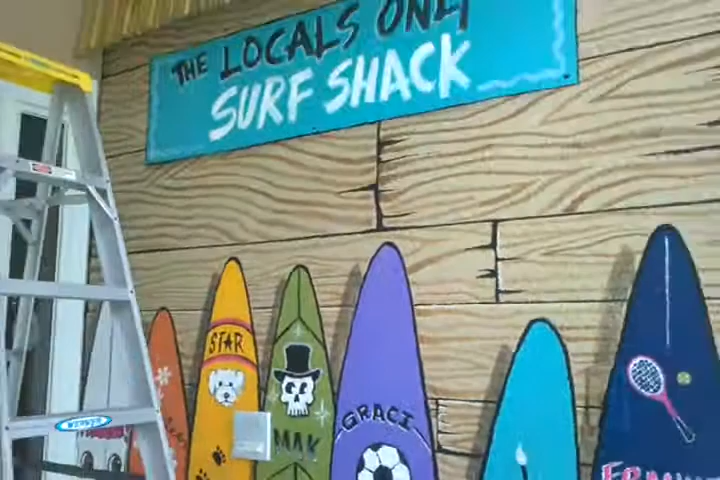 THE LOCALS ONLY
SURF SHACK
STAR
MAK
GRACI